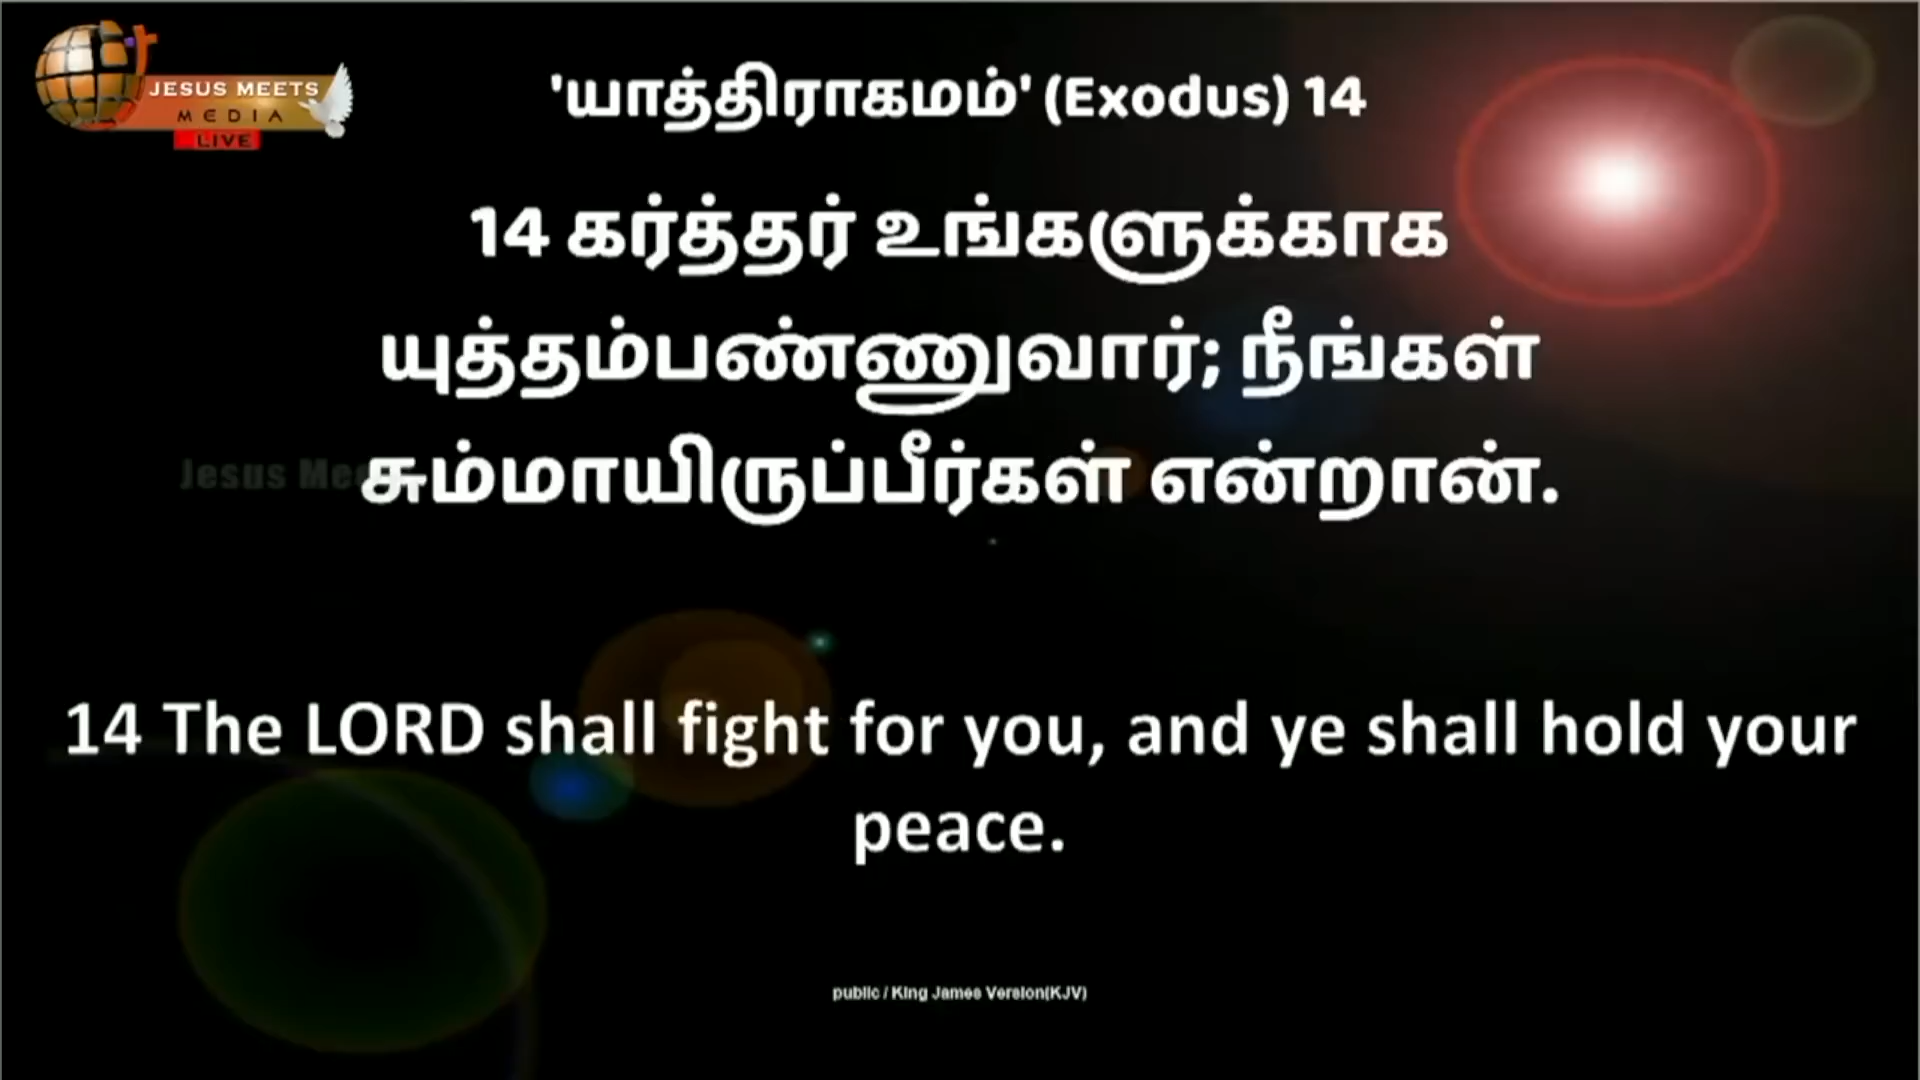 JESUS MEETS
MEDIA
LIVE
'யாத்திராகமம்' (Exodus) 14
14 கர்த்தர் உங்களுக்காக
யுத்தம்பண்ணுவார்; நீங்கள்
சும்மாயிருப்பீர்கள் என்றான்.
Jesus
14 The LORD shall fight for you, and ye shall hold your
peace.
public / King James Version(KJV)